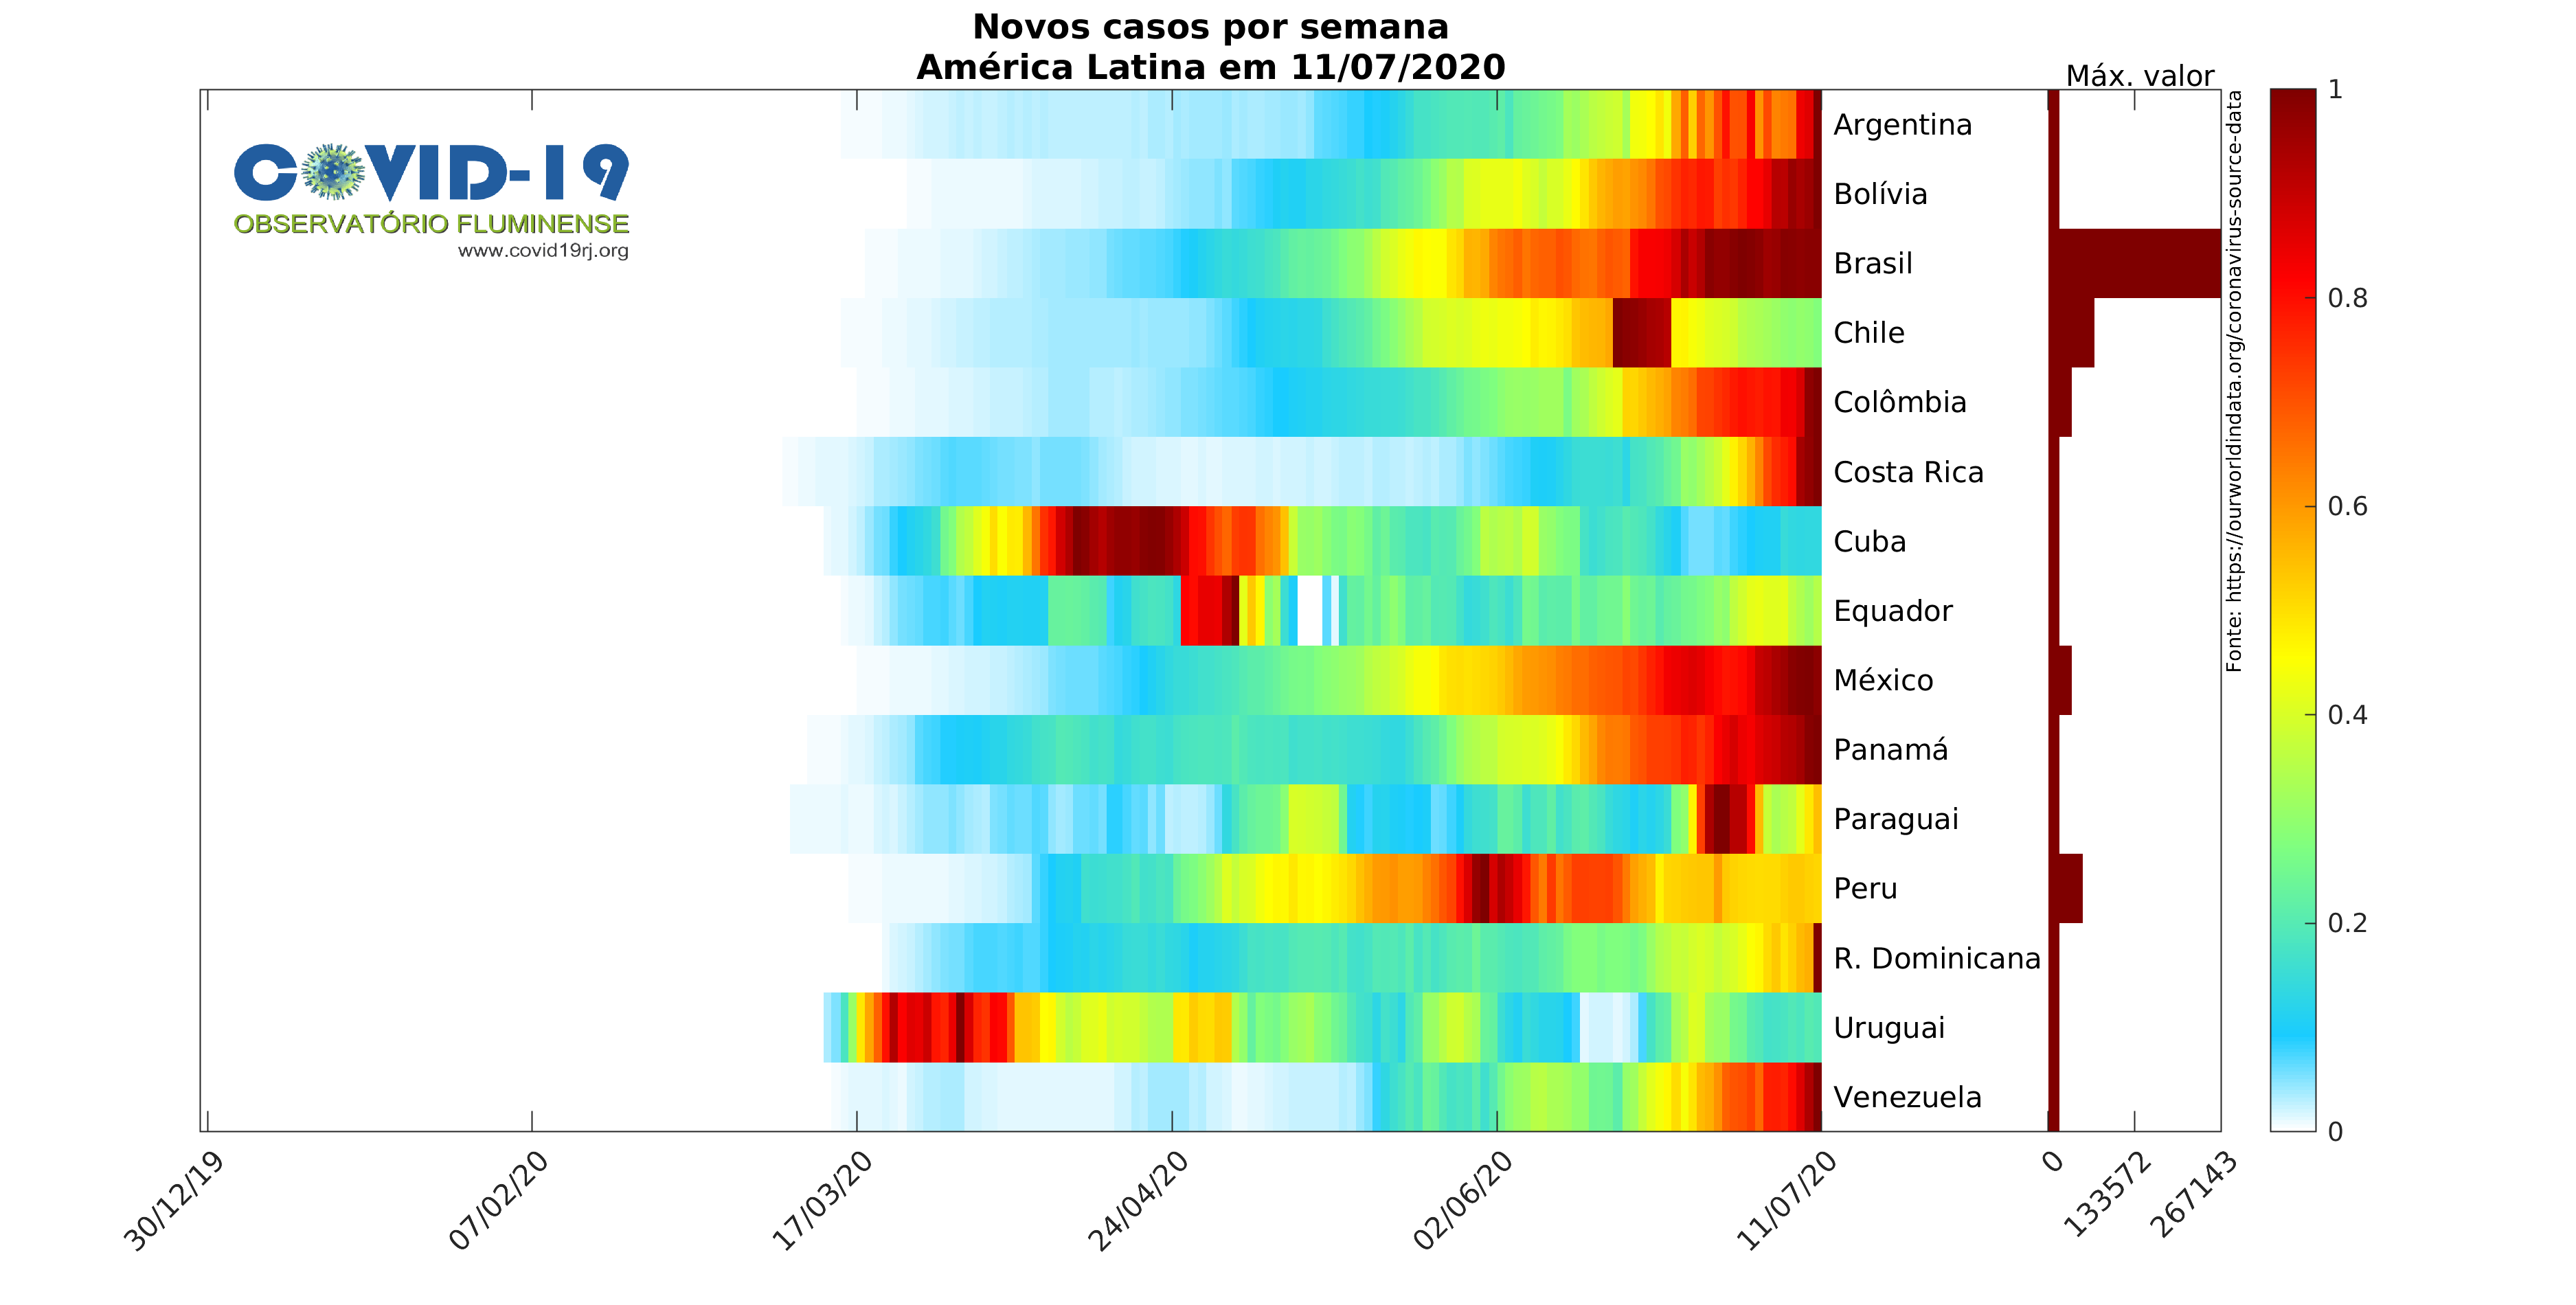 Novos casos por semana
América Latina em 11/07/2020
Máx. valor
COVID-19
OBSERVATÓRIO FLUMINENSE
www.covid19rj.org
Argentina
Bolívia
Brasil
Chile
Colômbia
Costa Rica
Cuba
Equador
México
Panamá
Paraguai
Peru
R. Dominicana
Uruguai
Venezuela
30/12/19
07/02/20
17/03/20
24/04/20
02/06/20
11/07/20
0
133572
267143
Fonte: https://ourworldindata.org/coronavirus-source-data
1
0.8
0.6
0.4
0.2
0